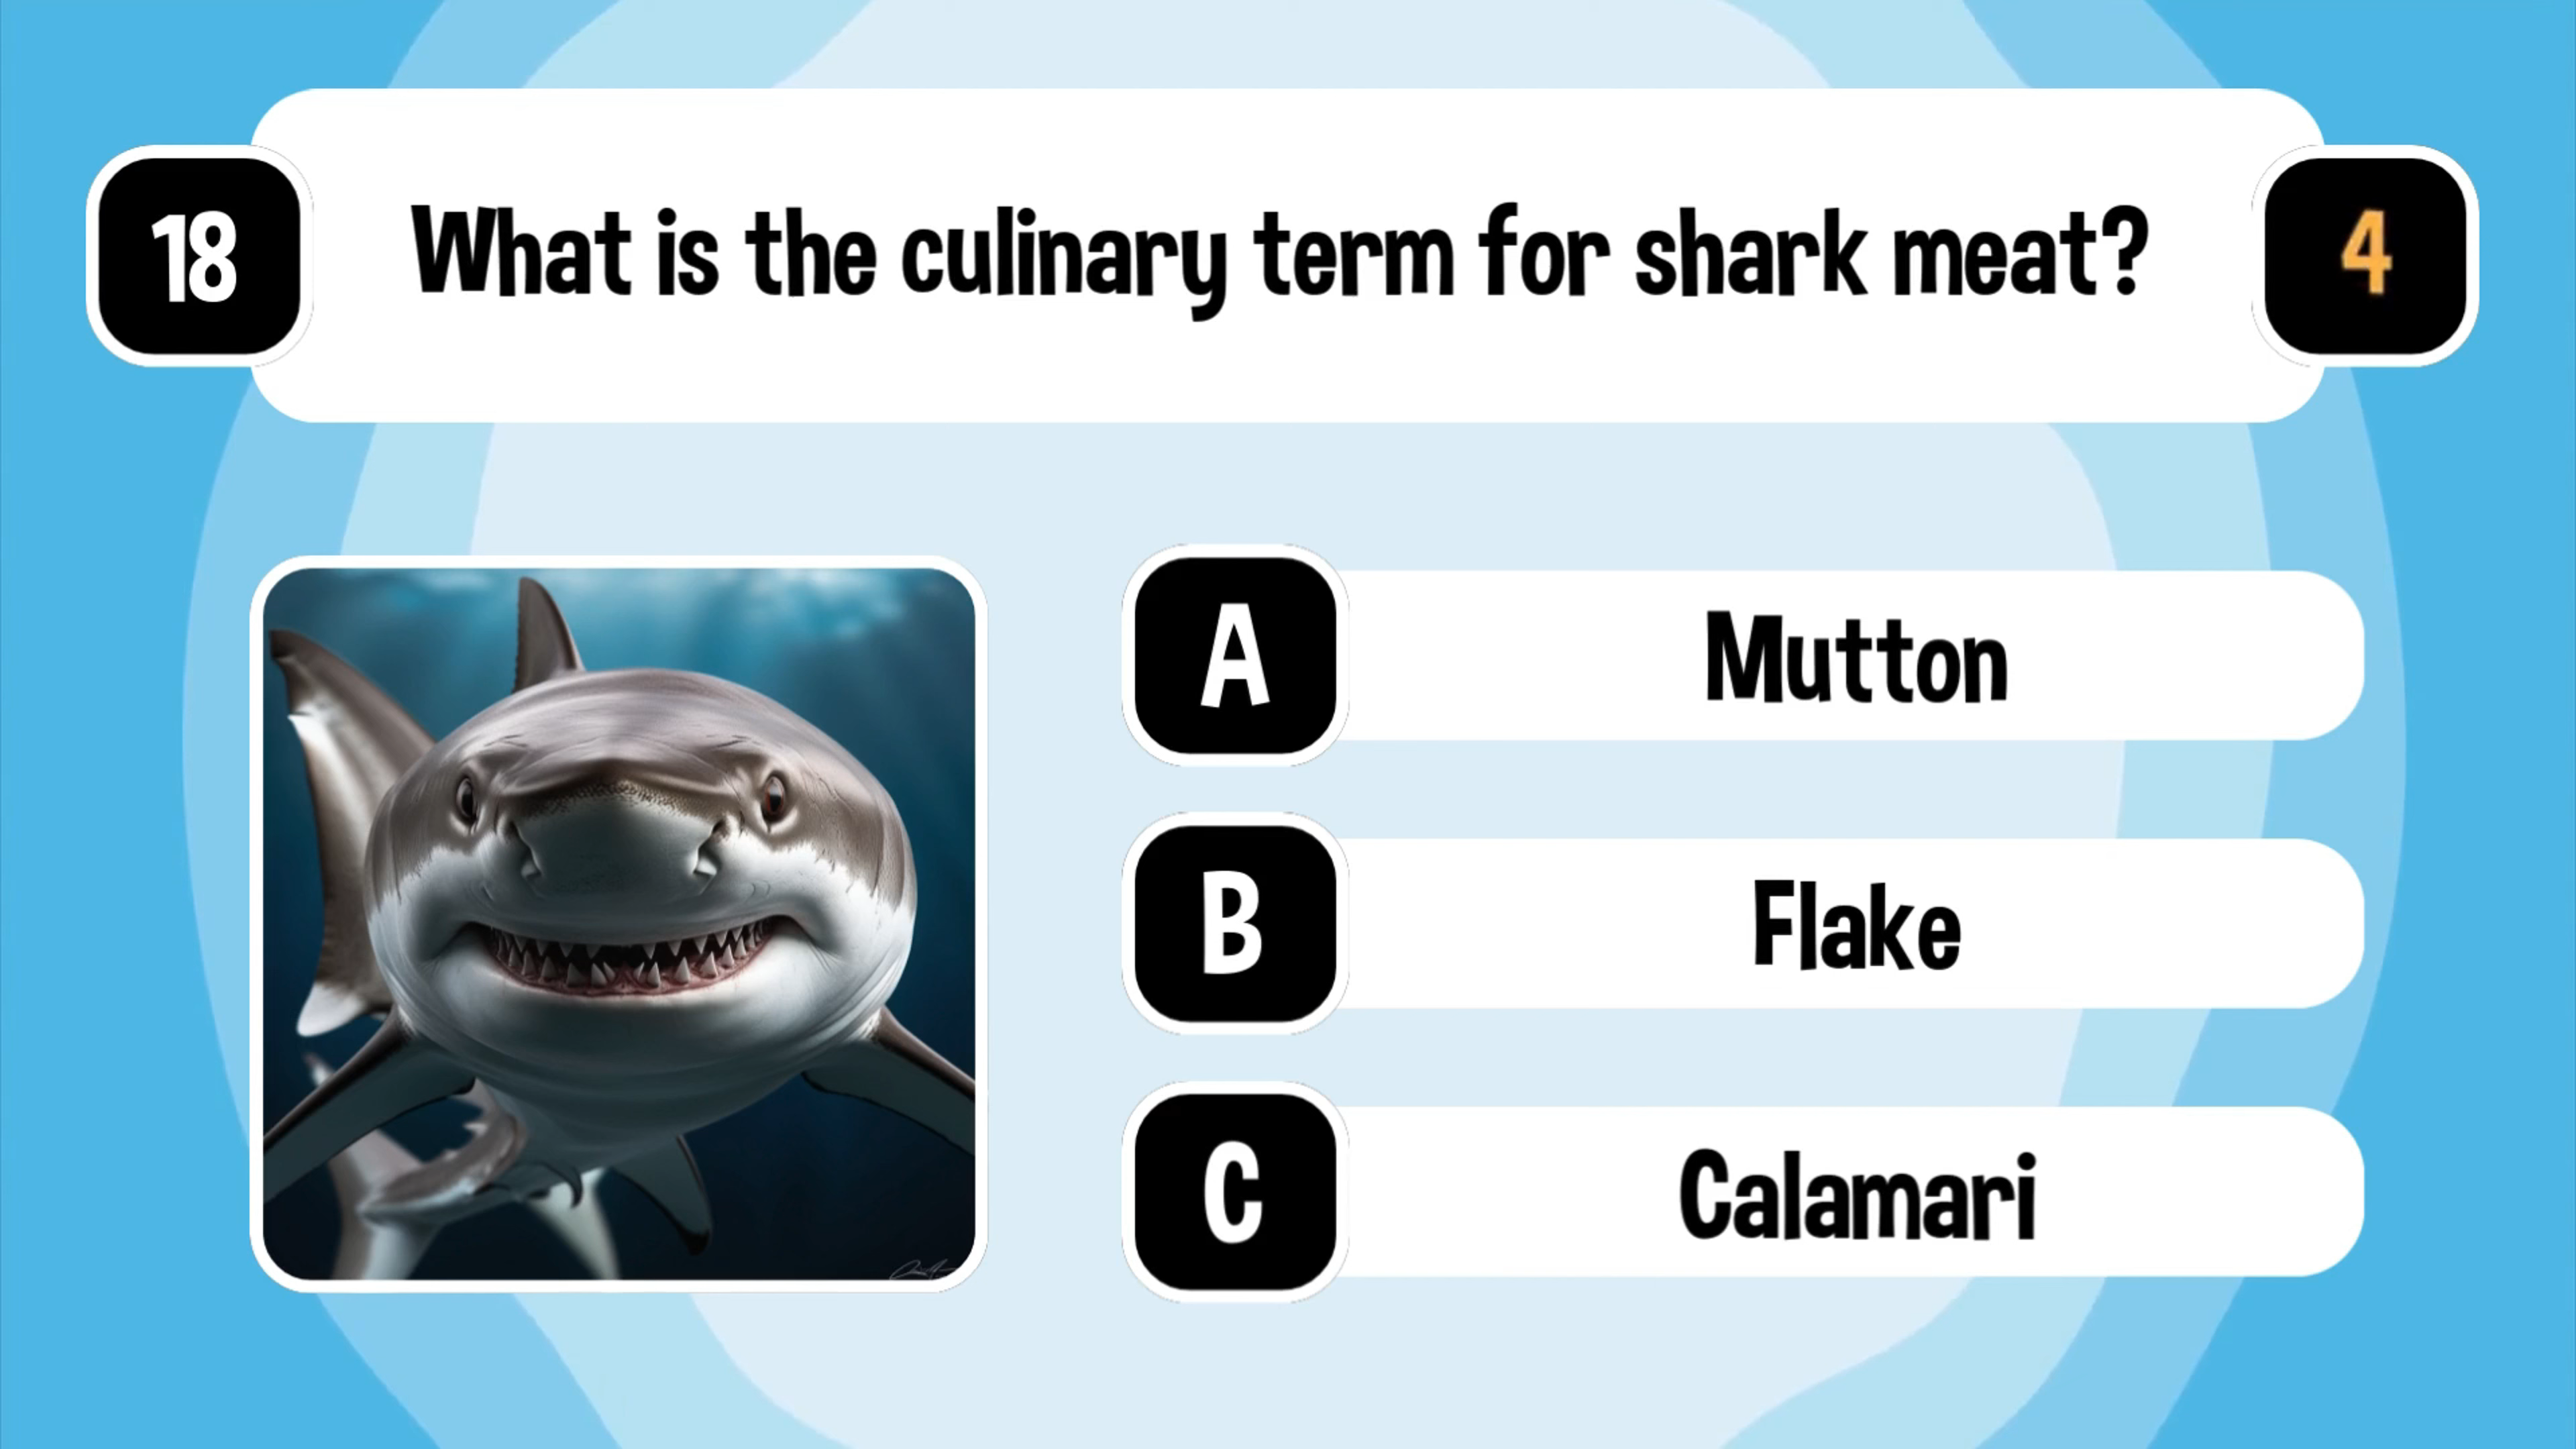 18
What is the culinary term for shark meat?
4
A
Mutton
B
Flake
C
Calamari